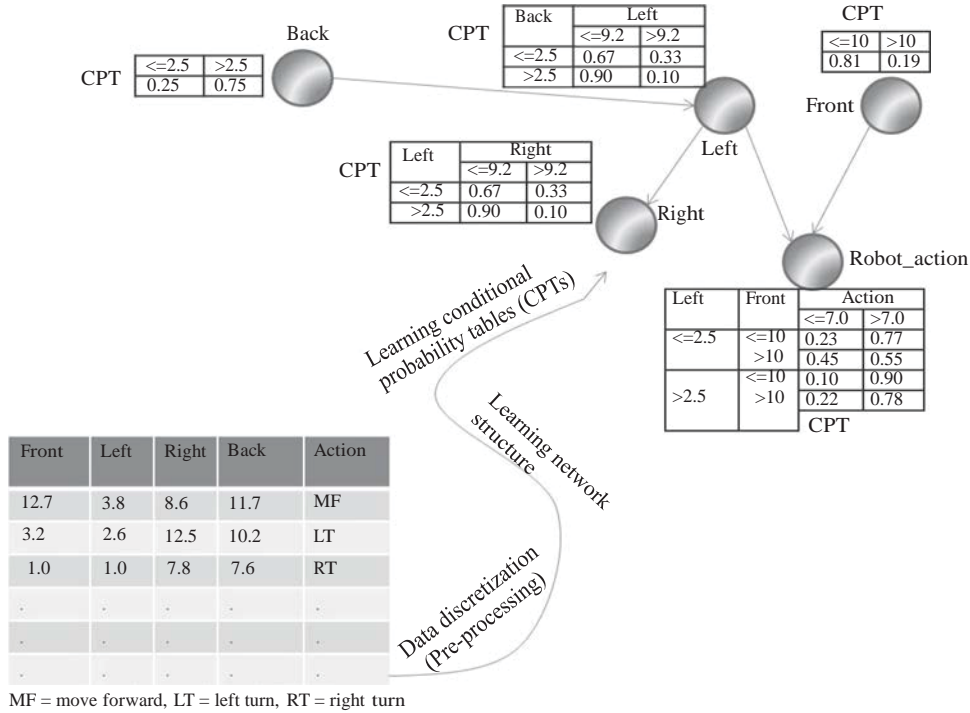 Back
CPT
<=2.5 >2.5
0.25 0.75
CPT
Back Left
<=9.2 >9.2
<=2.5 0.67 0.33
>2.5 0.90 0.10
CPT
<=10 >10
0.81 0.19
Front
Left
CPT
Left Right
<=9.2 >9.2
<=2.5 0.67 0.33
>2.5 0.90 0.10
Right
Robot_action
Left Front Action
<=7.0 >7.0
<=2.5 <=10 0.23 0.77
>10 0.45 0.55
>2.5 <=10 0.10 0.90
>10 0.22 0.78
CPT
Learning conditional
probability tables (CPTs)
Learning network
structure
Data discretization
(Pre-processing)
Front Left Right Back Action
12.7 3.8 8.6 11.7 MF
3.2 2.6 12.5 10.2 LT
1.0 1.0 7.8 7.6 RT
. . . . .
. . . . .
. . . . .
MF = move forward, LT = left turn, RT = right turn